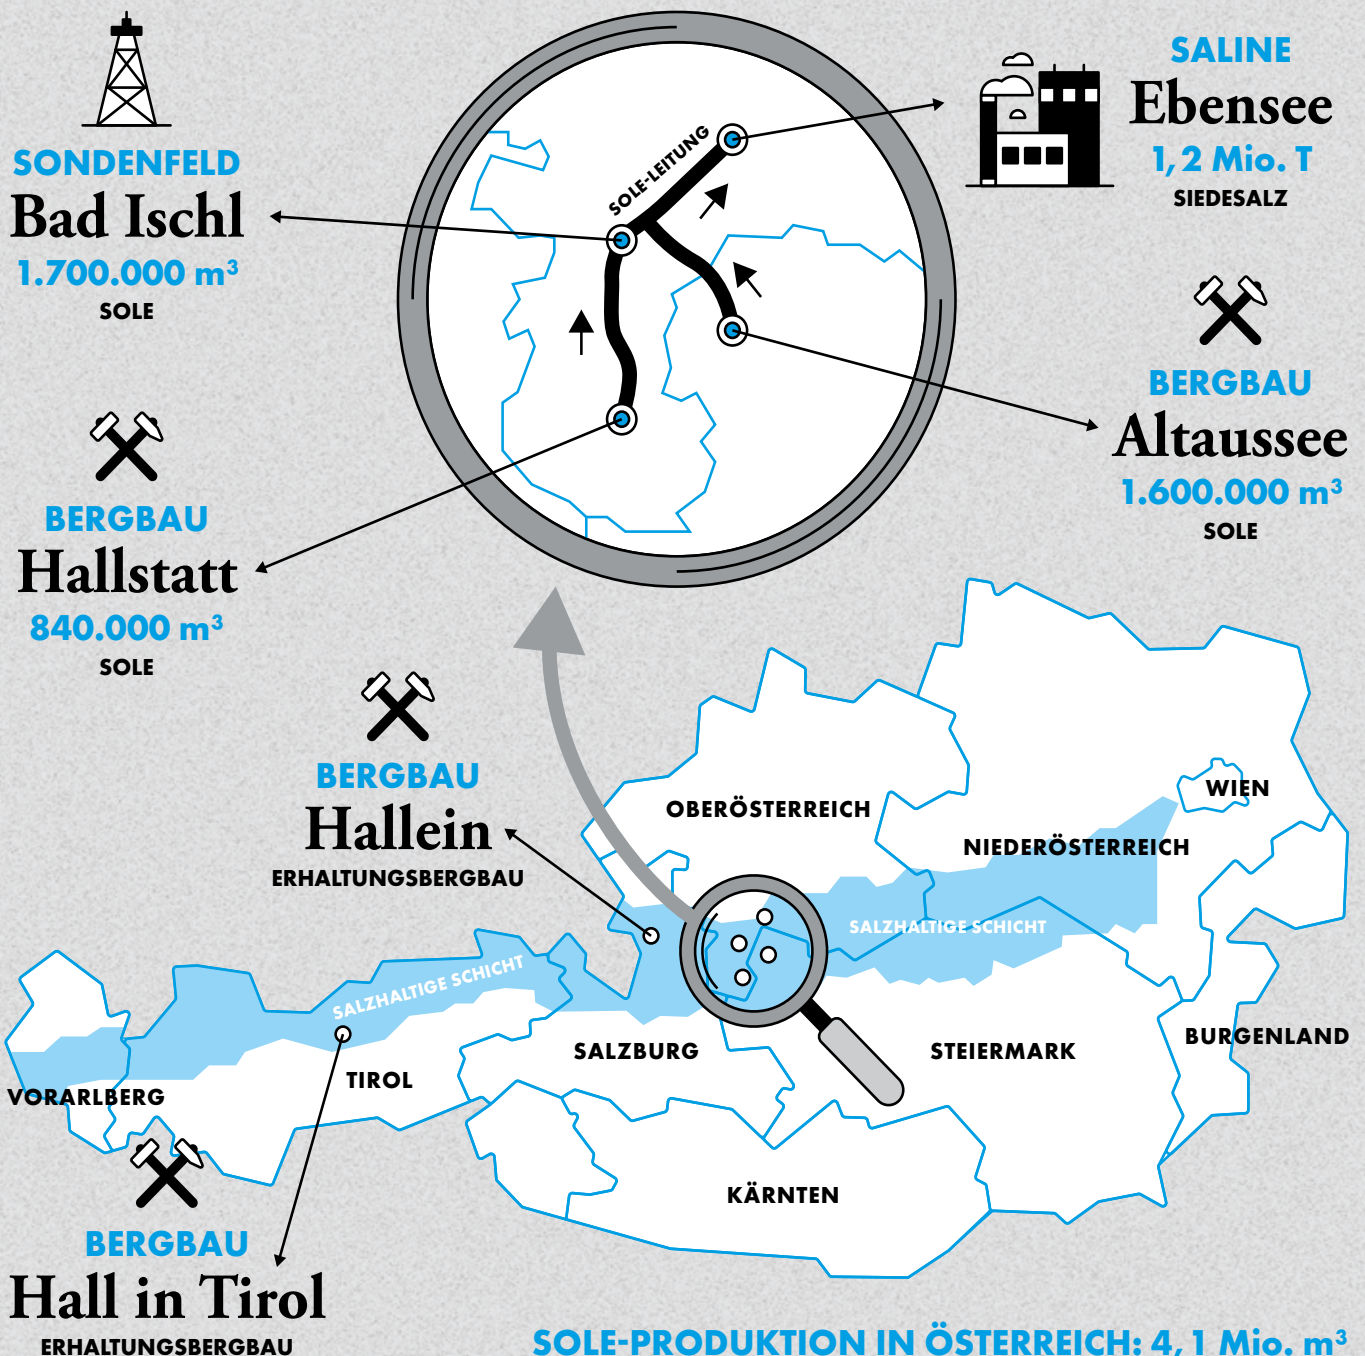 SONDENFELD
Bad Ischl
1.700.000 m³
SOLE
SOLE-LEITUNG
SALINE
Ebensee
1,2 Mio. T
SIEDESALZ
BERGBAU
Altaussee
1.600.000 m³
SOLE
BERGBAU
Hallstatt
840.000 m³
SOLE
BERGBAU
Hallein
ERHALTUNGSBERGBAU
OBERÖSTERREICH
WIEN
NIEDERÖSTERREICH
SALZHALTIGE SCHICHT
SALZHALTIGE SCHICHT
BURGENLAND
SALZBURG
STEIERMARK
TIROL
VORARLBERG
KÄRNTEN
BERGBAU
Hall in Tirol
ERHALTUNGSBERGBAU
SOLE-PRODUKTION IN ÖSTERREICH: 4,1 Mio. m³